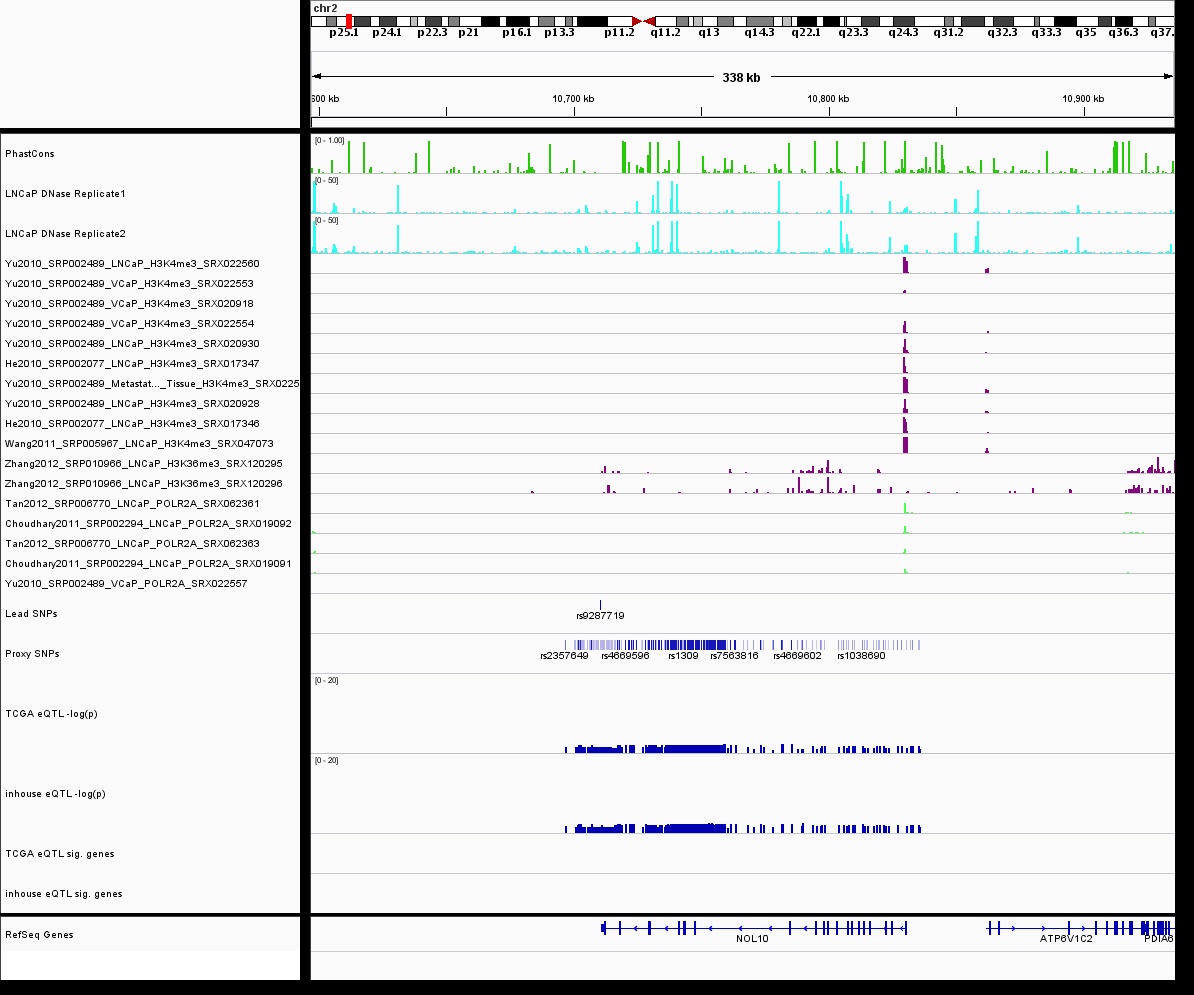 chr2
p25.1 p24.1 p22.3 p21 p16.1 p13.3 p11.2 q11.2 q13 q14.3 q22.1 q23.3 q24.3 q31.2 q32.3 q33.3 q35 q36.3 q37.
338 kb
600 kb 10,700 kb 10,800 kb 10,900 kb
PhastCons [0 - 1.00]
LNCaP DNase Replicate1 [0 - 50]
LNCaP DNase Replicate2 [0 - 50]
Yu2010_SRP002489_LNCaP_H3K4me3_SRX022560
Yu2010_SRP002489_VCaP_H3K4me3_SRX022553
Yu2010_SRP002489_VCaP_H3K4me3_SRX020918
Yu2010_SRP002489_VCaP_H3K4me3_SRX022554
Yu2010_SRP002489_LNCaP_H3K4me3_SRX020930
He2010_SRP002077_LNCaP_H3K4me3_SRX017347
Yu2010_SRP002489_Metastat..._Tissue_H3K4me3_SRX0225
Yu2010_SRP002489_LNCaP_H3K4me3_SRX020928
He2010_SRP002077_LNCaP_H3K4me3_SRX017346
Wang2011_SRP005967_LNCaP_H3K4me3_SRX047073
Zhang2012_SRP010966_LNCaP_H3K36me3_SRX120295
Zhang2012_SRP010966_LNCaP_H3K36me3_SRX120296
Tan2012_SRP006770_LNCaP_POLR2A_SRX062361
Choudhary2011_SRP002294_LNCaP_POLR2A_SRX019092
Tan2012_SRP006770_LNCaP_POLR2A_SRX062363
Choudhary2011_SRP002294_LNCaP_POLR2A_SRX019091
Yu2010_SRP002489_VCaP_POLR2A_SRX022557
Lead SNPs rs9287719
Proxy SNPs rs2357649 rs4669596 rs1309 rs7563816 rs4669602 rs1038690
TCGA eQTL -log(p) [0 - 20]
inhouse eQTL -log(p) [0 - 20]
TCGA eQTL sig. genes
inhouse eQTL sig. genes
RefSeq Genes NOL10 ATP6V1C2 PDIA6